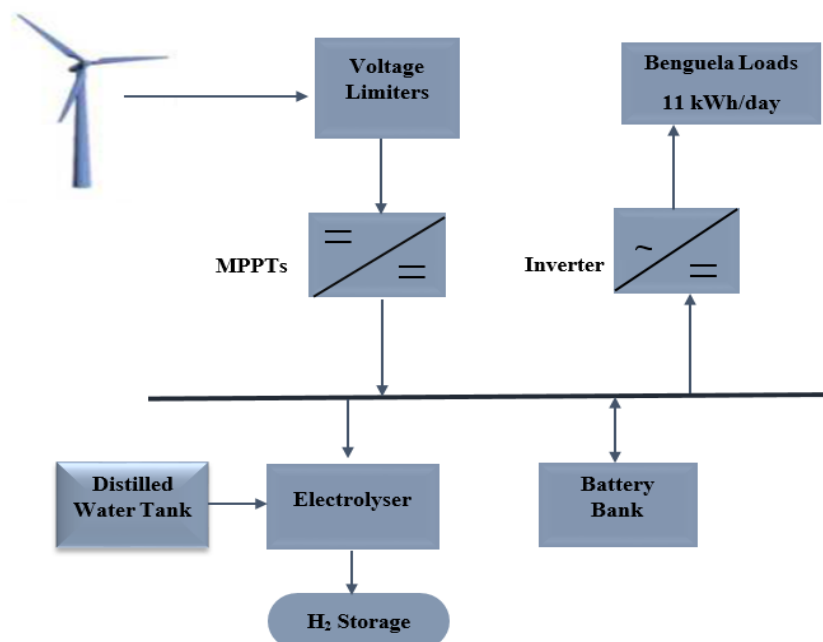 Voltage
Limiters
Benguela Loads
11 kWh/day
MPPTs
Inverter
~
Distilled
Water Tank
Electrolyser
Battery
Bank
H₂ Storage